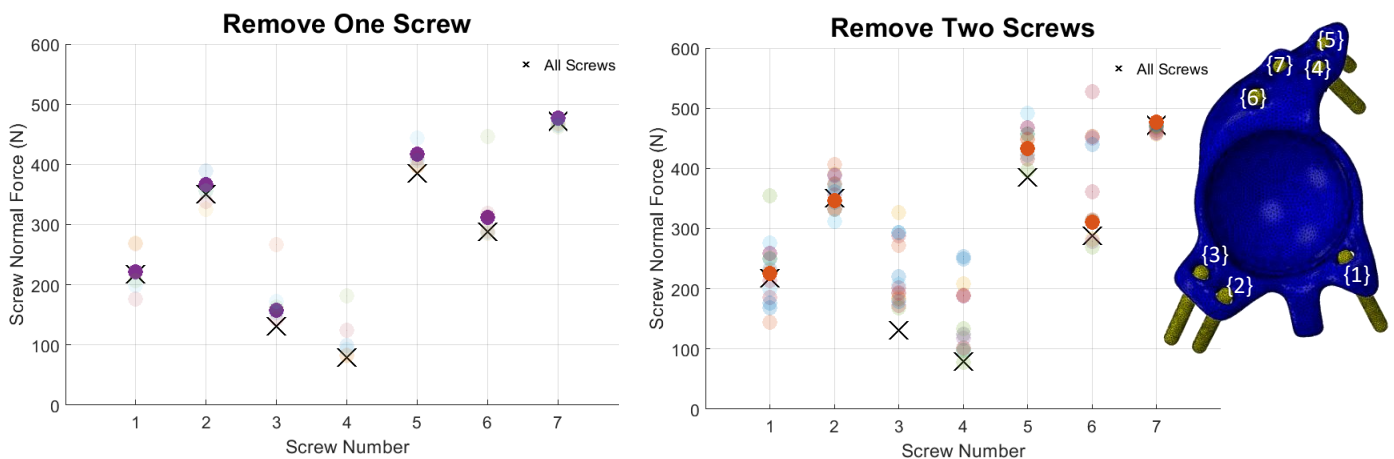 Remove One Screw
600
500
400
300
200
100
0
Screw Normal Force (N)
× All Screws
1 2 3 4 5 6 7
Screw Number
Remove Two Screws
600
500
400
300
200
100
0
Screw Normal Force (N)
× All Screws
1 2 3 4 5 6 7
Screw Number
{5}
{7} {4}
{6}
{3}
{1}
{2}